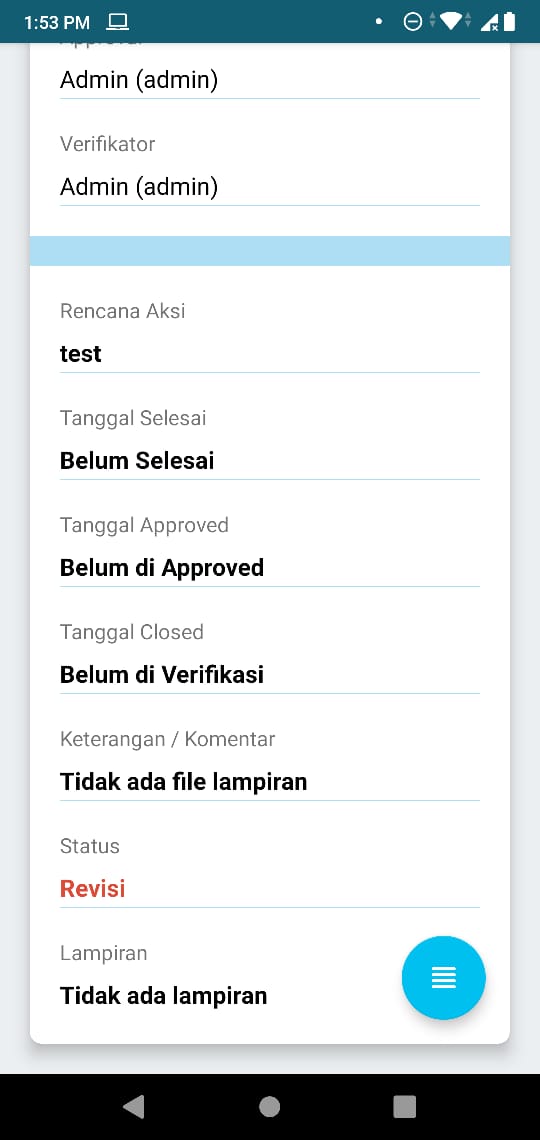 1:53 PM
Admin (admin)
Verifikator
Admin (admin)
Rencana Aksi
test
Tanggal Selesai
Belum Selesai
Tanggal Approved
Belum di Approved
Tanggal Closed
Belum di Verifikasi
Keterangan / Komentar
Tidak ada file lampiran
Status
Revisi
Lampiran
Tidak ada lampiran